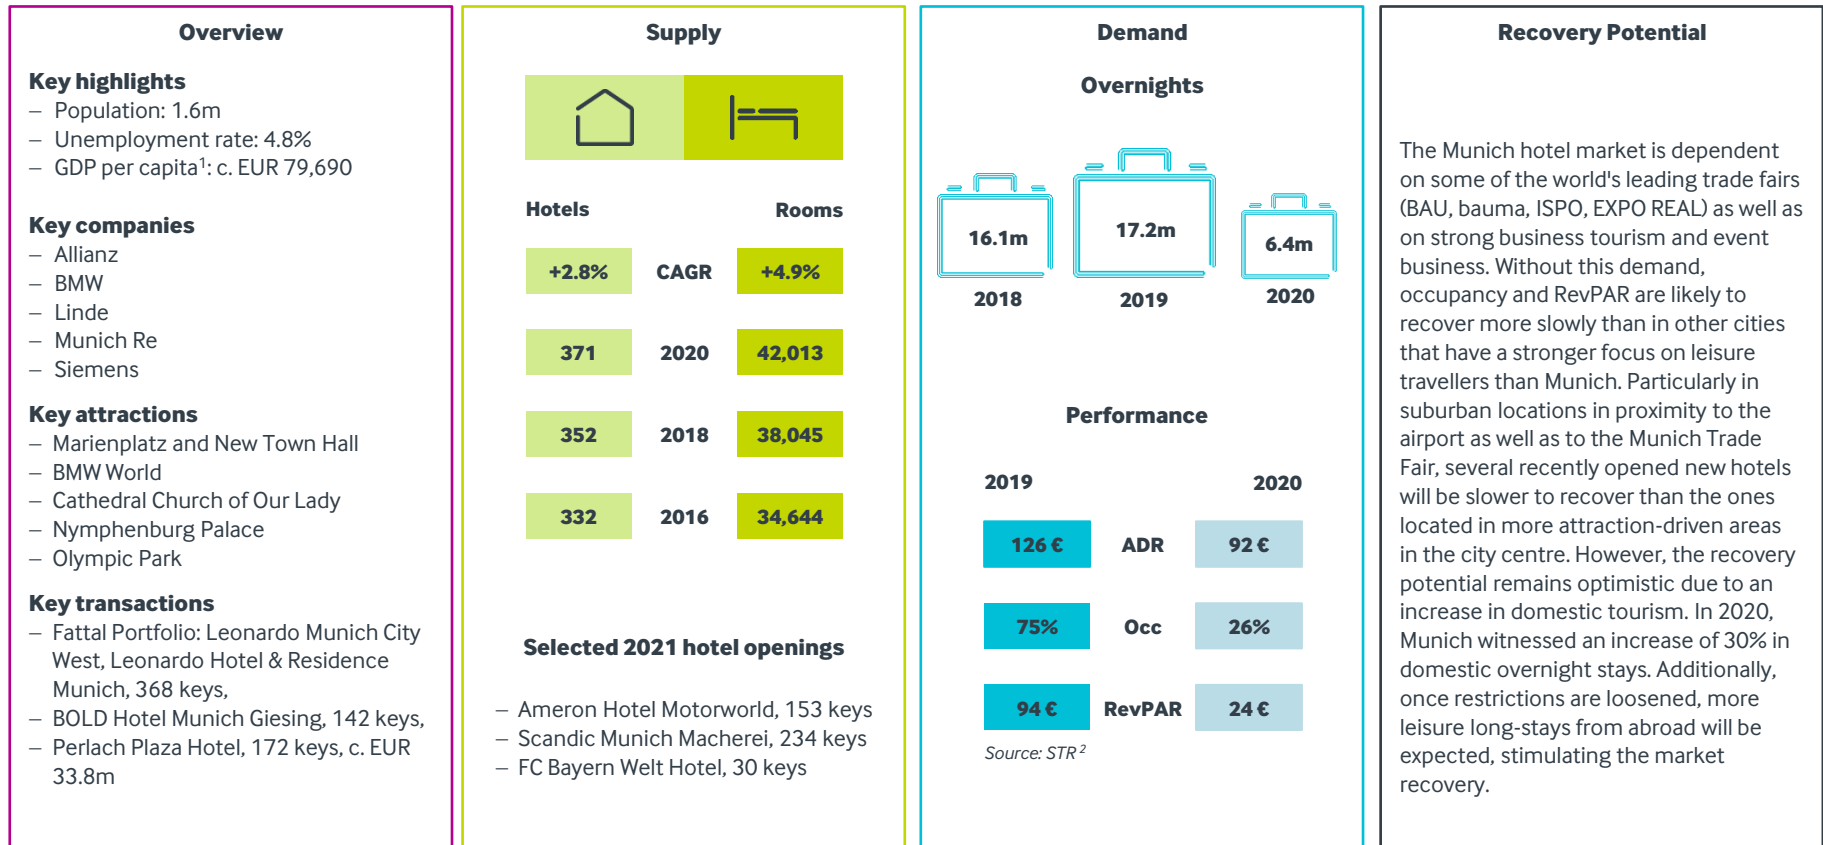 Overview
Key highlights
– Population: 1.6m
– Unemployment rate: 4.8%
– GDP per capita¹: c. EUR 79,690
Key companies
– Allianz
– BMW
– Linde
– Munich Re
– Siemens
Key attractions
– Marienplatz and New Town Hall
– BMW World
– Cathedral Church of Our Lady
– Nymphenburg Palace
– Olympic Park
Key transactions
– Fattal Portfolio: Leonardo Munich City
West, Leonardo Hotel & Residence
Munich, 368 keys,
– BOLD Hotel Munich Giesing, 142 keys,
– Perlach Plaza Hotel, 172 keys, c. EUR
33.8m
Supply
Hotels Rooms
+2.8% CAGR +4.9%
371 2020 42,013
352 2018 38,045
332 2016 34,644
Selected 2021 hotel openings
– Ameron Hotel Motorworld, 153 keys
– Scandic Munich Macherei, 234 keys
– FC Bayern Welt Hotel, 30 keys
Demand
Overnights
16.1m 17.2m 6.4m
2018 2019 2020
Performance
2019 2020
126 € ADR 92 €
75% Occ 26%
94 € RevPAR 24 €
Source: STR ²
Recovery Potential
The Munich hotel market is dependent
on some of the world's leading trade fairs
(BAU, bauma, ISPO, EXPO REAL) as well as
on strong business tourism and event
business. Without this demand,
occupancy and RevPAR are likely to
recover more slowly than in other cities
that have a stronger focus on leisure
travellers than Munich. Particularly in
suburban locations in proximity to the
airport as well as to the Munich Trade
Fair, several recently opened new hotels
will be slower to recover than the ones
located in more attraction-driven areas
in the city centre. However, the recovery
potential remains optimistic due to an
increase in domestic tourism. In 2020,
Munich witnessed an increase of 30% in
domestic overnight stays. Additionally,
once restrictions are loosened, more
leisure long-stays from abroad will be
expected, stimulating the market
recovery.